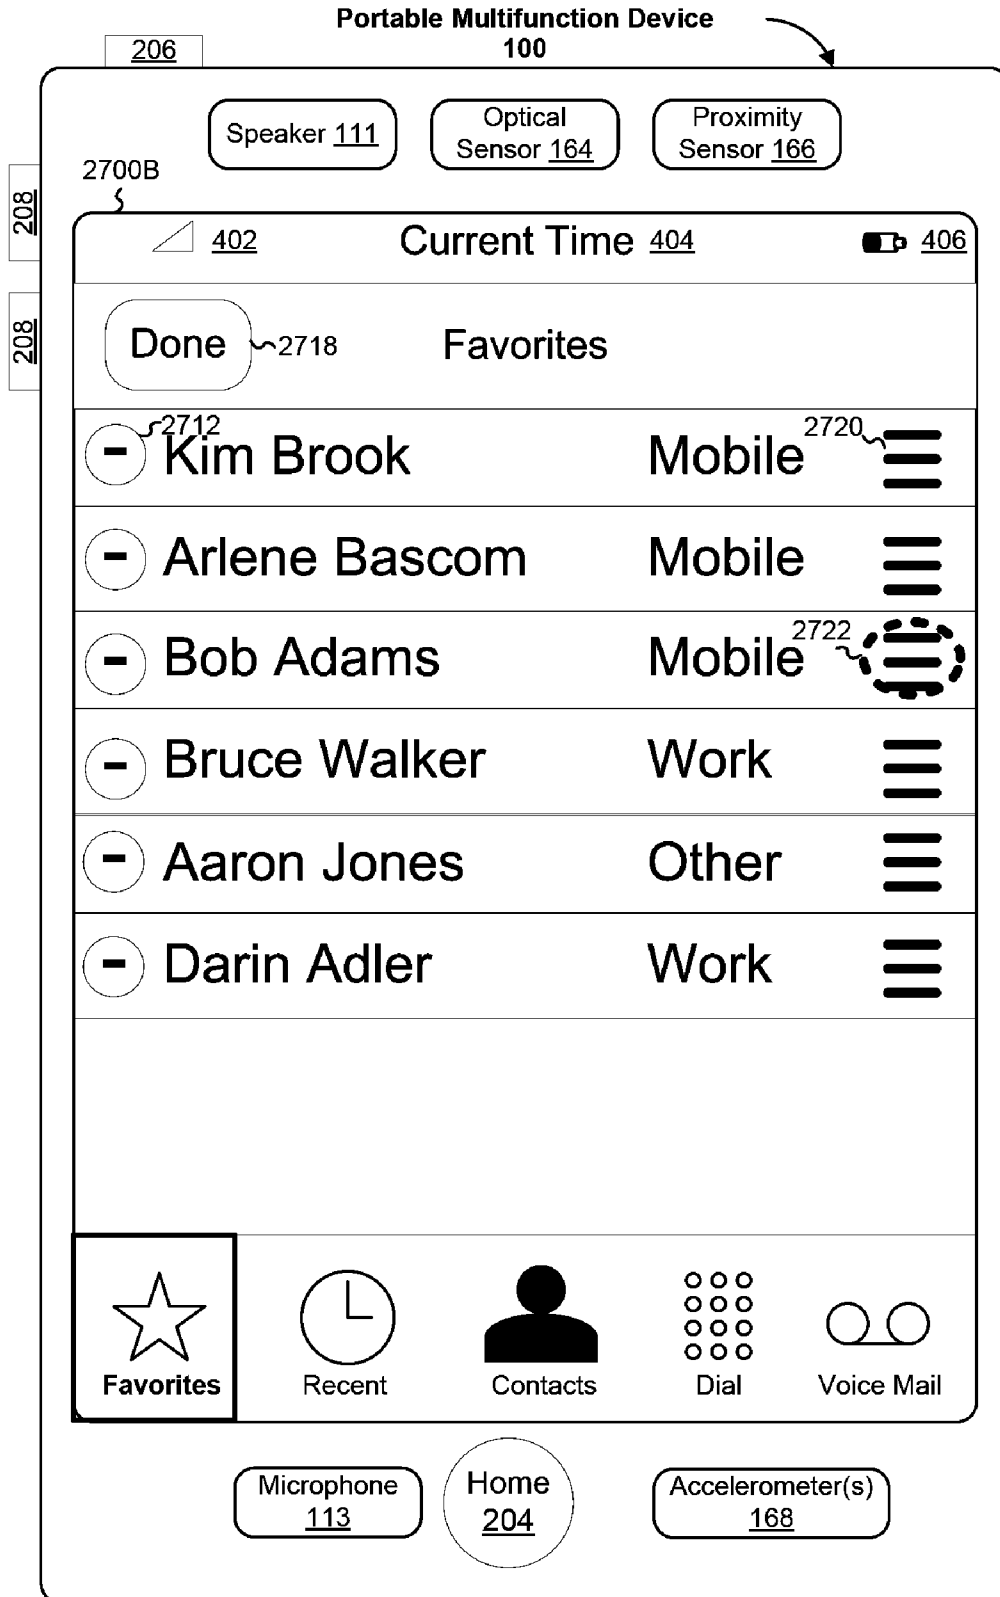 Portable Multifunction Device
100
206
Speaker 111
Optical
Sensor 164
Proximity
Sensor 166
2700B
208
208
402
Current Time 404
406
Done
2718
Favorites
2712
2720
- Kim Brook Mobile
- Arlene Bascom Mobile
2722
- Bob Adams Mobile
- Bruce Walker Work
- Aaron Jones Other
- Darin Adler Work
Favorites
Recent
Contacts
Dial
Voice Mail
Microphone
113
Home
204
Accelerometer(s)
168